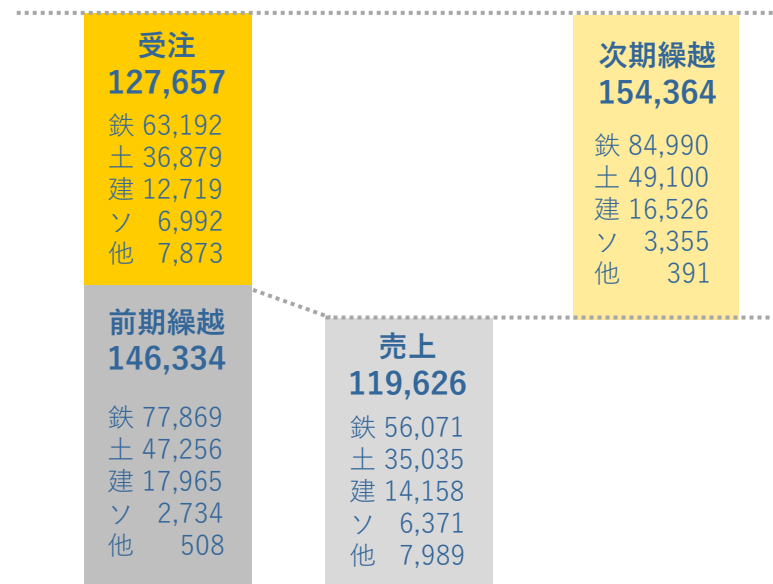 受注
127,657
鉄 63,192
土 36,879
建 12,719
ソ 6,992
他 7,873
前期繰越
146,334
鉄 77,869
土 47,256
建 17,965
ソ 2,734
他 508
売上
119,626
鉄 56,071
土 35,035
建 14,158
ソ 6,371
他 7,989
次期繰越
154,364
鉄 84,990
土 49,100
建 16,526
ソ 3,355
他 391